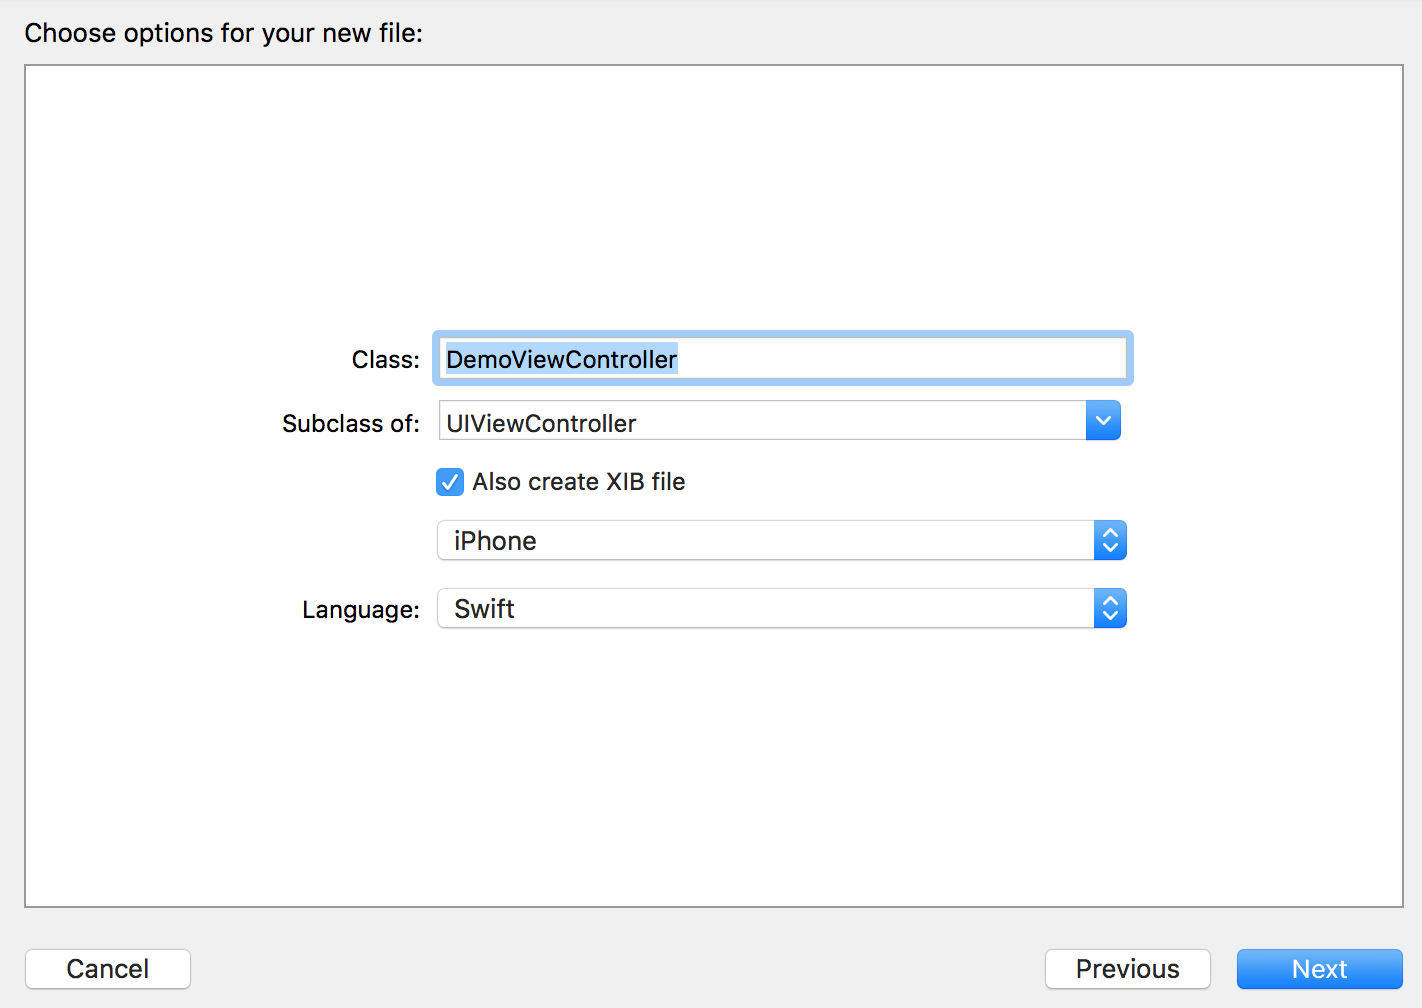 Choose options for your new file:
Class: DemoViewController
Subclass of: UIViewController
Also create XIB file
iPhone
Language: Swift
Cancel Previous Next